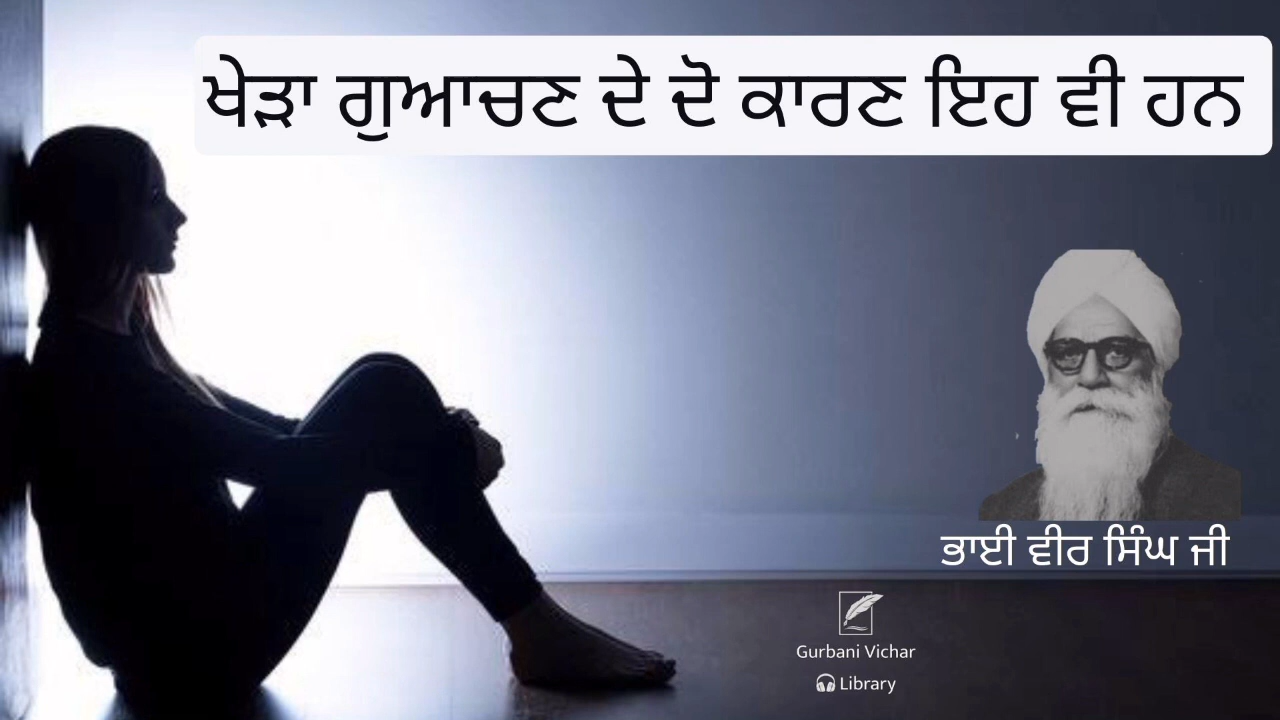 ਖੇੜਾ ਗੁਆਚਣ ਦੇ ਦੋ ਕਾਰਣ ਇਹ ਵੀ ਹਨ
ਭਾਈ ਵੀਰ ਸਿੰਘ ਜੀ
Gurbani Vichar
Library